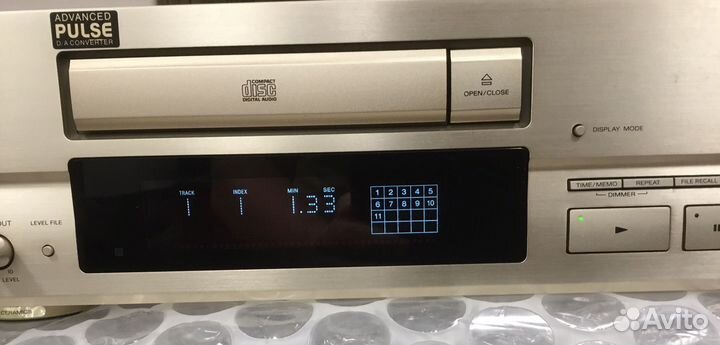 ADVANCED
PULSE
D/A CONVERTER
COMPACT
disc
DIGITAL AUDIO
OPEN/CLOSE
DISPLAY MODE
TRACK INDEX MIN SEC
1 1 1.33
1 2 3 4 5
6 7 8 9 10
11
TIME/MEMO REPEAT FILE RECALL
DIMMER
OUT
LEVEL FILE
10
LEVEL
CERAMIC
Avito